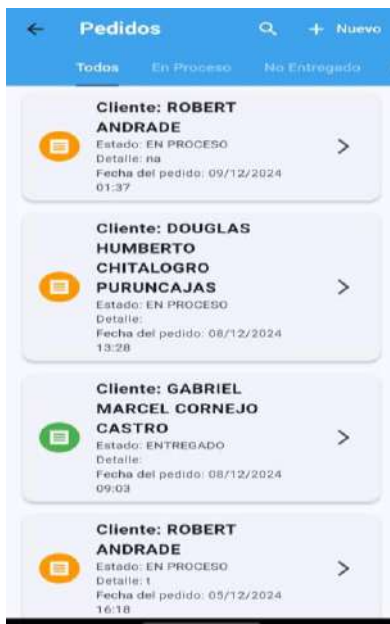 Pedidos
+ Nuevo
Todos En Proceso No Entregado
Cliente: ROBERT
ANDRADE
Estado: EN PROCESO
Detalle: na
Fecha del pedido: 09/12/2024
01:37
Cliente: DOUGLAS
HUMBERTO
CHITALOGRO
PURUNCAJAS
Estado: EN PROCESO
Detalle:
Fecha del pedido: 08/12/2024
13:28
Cliente: GABRIEL
MARCEL CORNEJO
CASTRO
Estado: ENTREGADO
Detalle:
Fecha del pedido: 08/12/2024
09:03
Cliente: ROBERT
ANDRADE
Estado: EN PROCESO
Detalle: t
Fecha del pedido: 05/12/2024
16:18